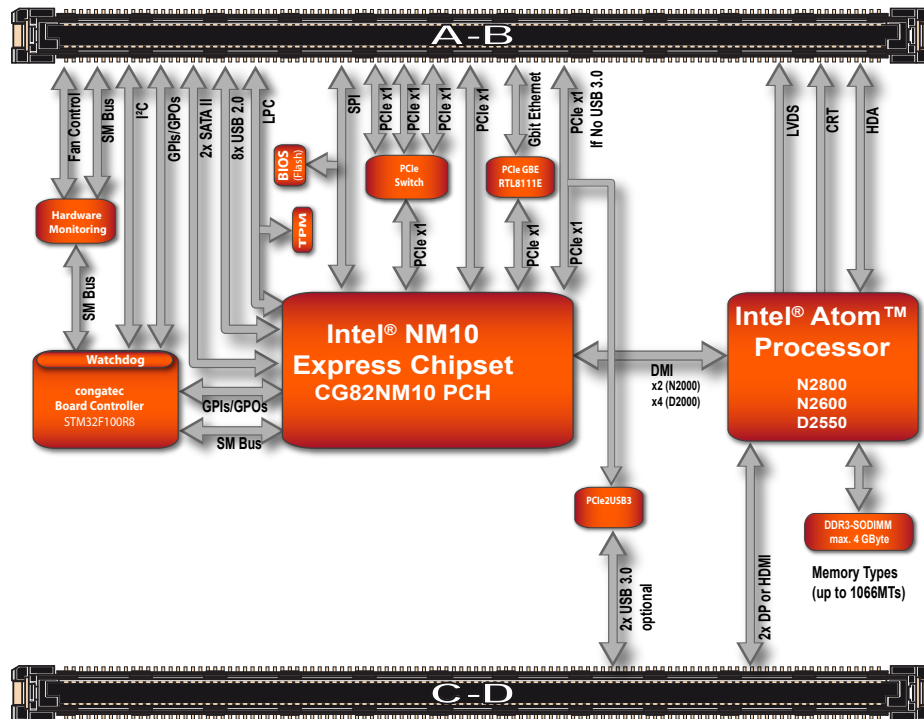 A-B
Fan Control
SM Bus
I²C
GPIs/GPOs
2x SATA II
8x USB 2.0
LPC
SPI
PCIe x1
PCIe x1
PCIe x1
PCIe x1
Gbit Ethernet
PCIe x1
If No USB 3.0
LVDS
CRT
HDA
BIOS
(Flash)
PCIe
Switch
PCIe GBE
RTL8111E
Hardware
Monitoring
TPM
PCIe x1
PCIe x1
PCIe x1
SM Bus
Intel® NM10
Express Chipset
CG82NM10 PCH
Intel® Atom™
Processor
N2800
N2600
D2550
Watchdog
congatec
Board Controller
STM32F100R8
GPIs/GPOs
SM Bus
DMI
x2 (N2000)
x4 (D2000)
PCIe2USB3
DDR3-SODIMM
max. 4 GByte
Memory Types
(up to 1066MTs)
2x USB 3.0
optional
2x DP or HDMI
C-D